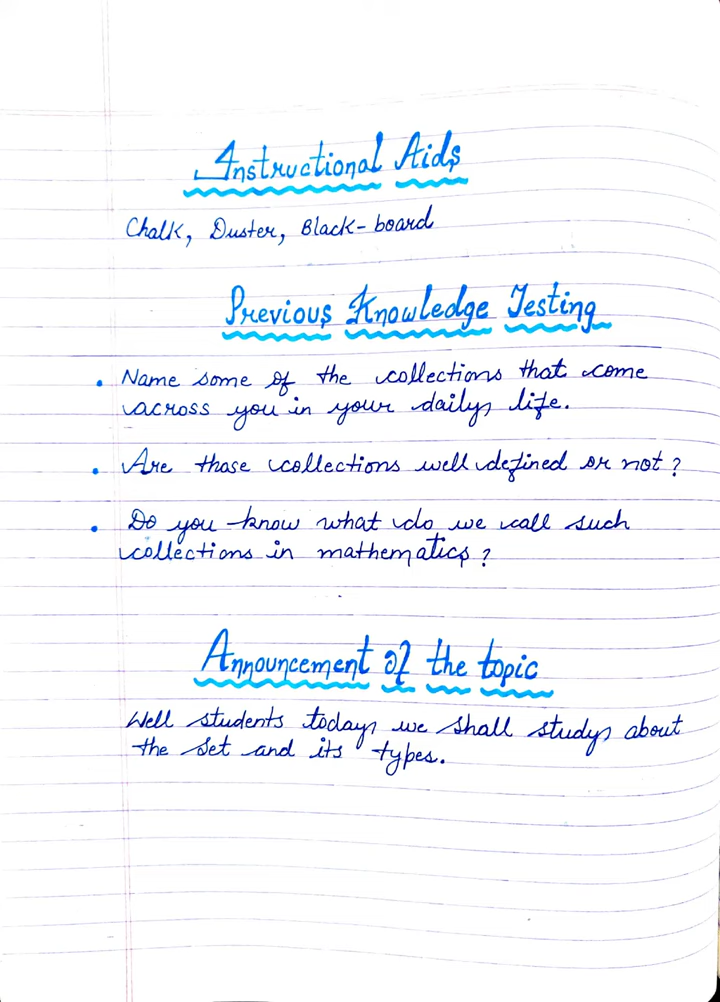 Instructional Aids
Chalk, Duster, Black-board
Previous Knowledge Testing
• Name some of the collections that come
across you in your daily life.
• Are those collections well defined or not?
• Do you know what do we call such
collections in mathematics?
Announcement of the topic
Well students today we shall study about
the set and its types.